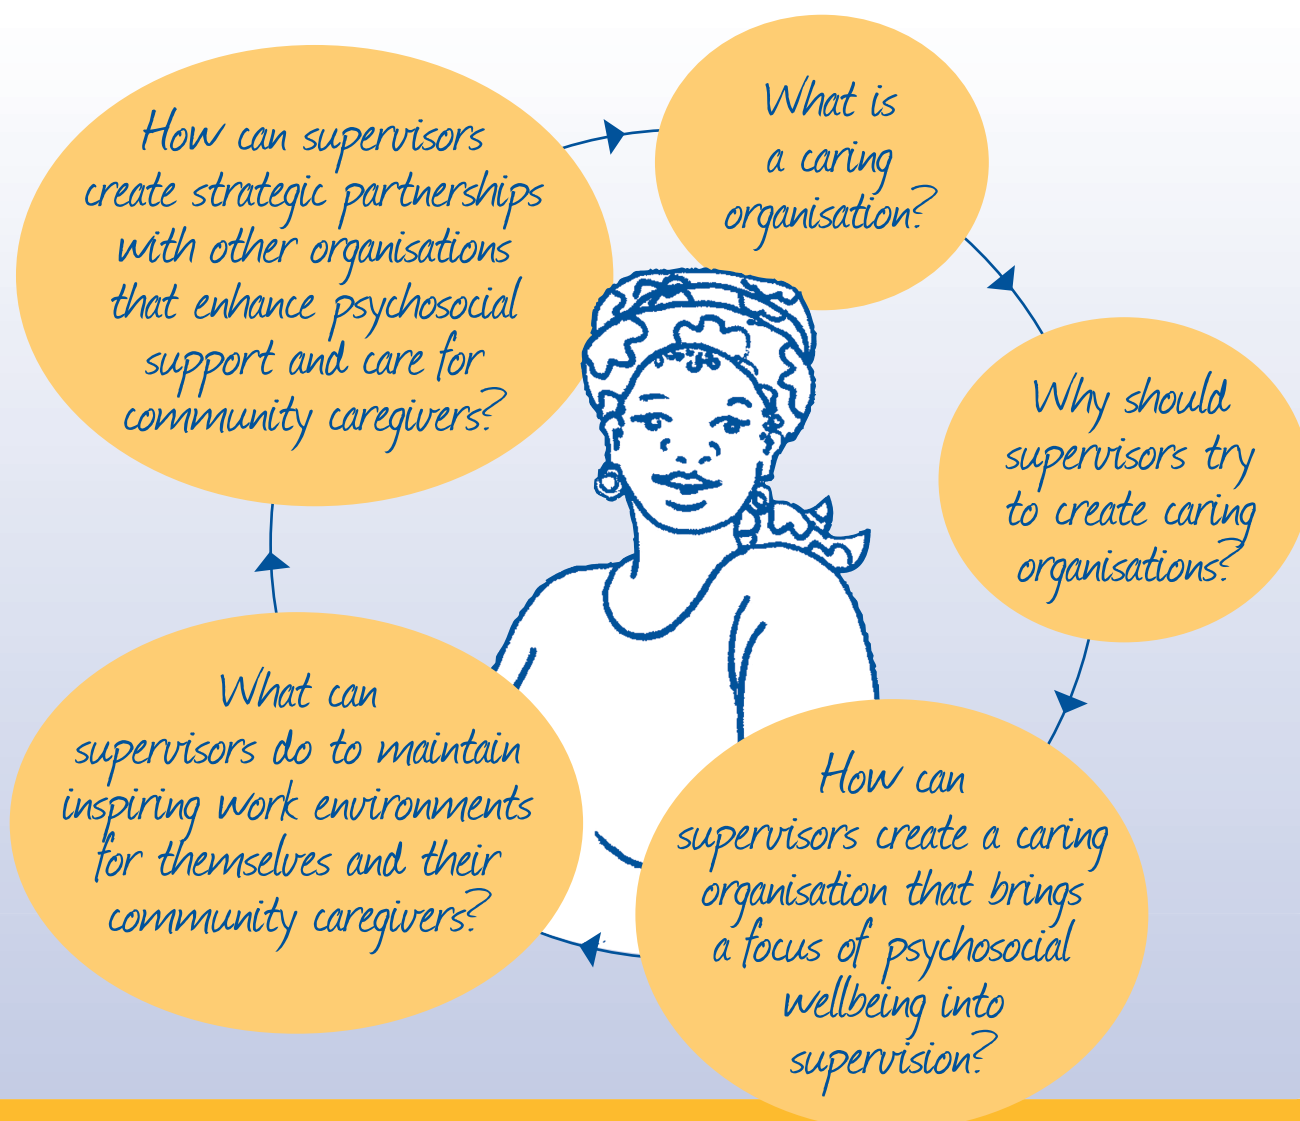 What is
a caring
organisation?
Why should
supervisors try
to create caring
organisations?
How can
supervisors create a caring
organisation that brings
a focus of psychosocial
wellbeing into
supervision?
What can
supervisors do to maintain
inspiring work environments
for themselves and their
community caregivers?
How can supervisors
create strategic partnerships
with other organisations
that enhance psychosocial
support and care for
community caregivers?